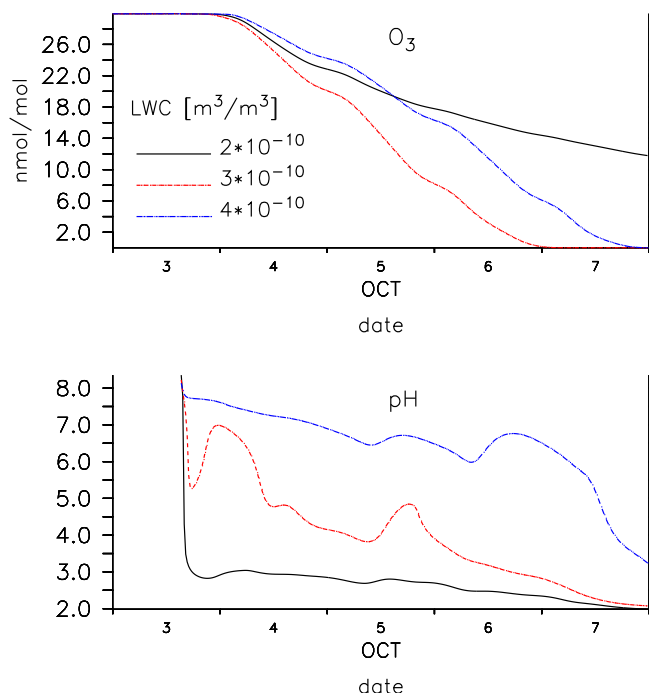 O3
26.0
22.0
18.0
14.0
10.0
6.0
2.0
nmol/mol
LWC [m³/m³]
2*10⁻¹⁰
3*10⁻¹⁰
4*10⁻¹⁰
3 4 5 6 7
OCT
date
pH
8.0
7.0
6.0
5.0
4.0
3.0
2.0
3 4 5 6 7
OCT
date